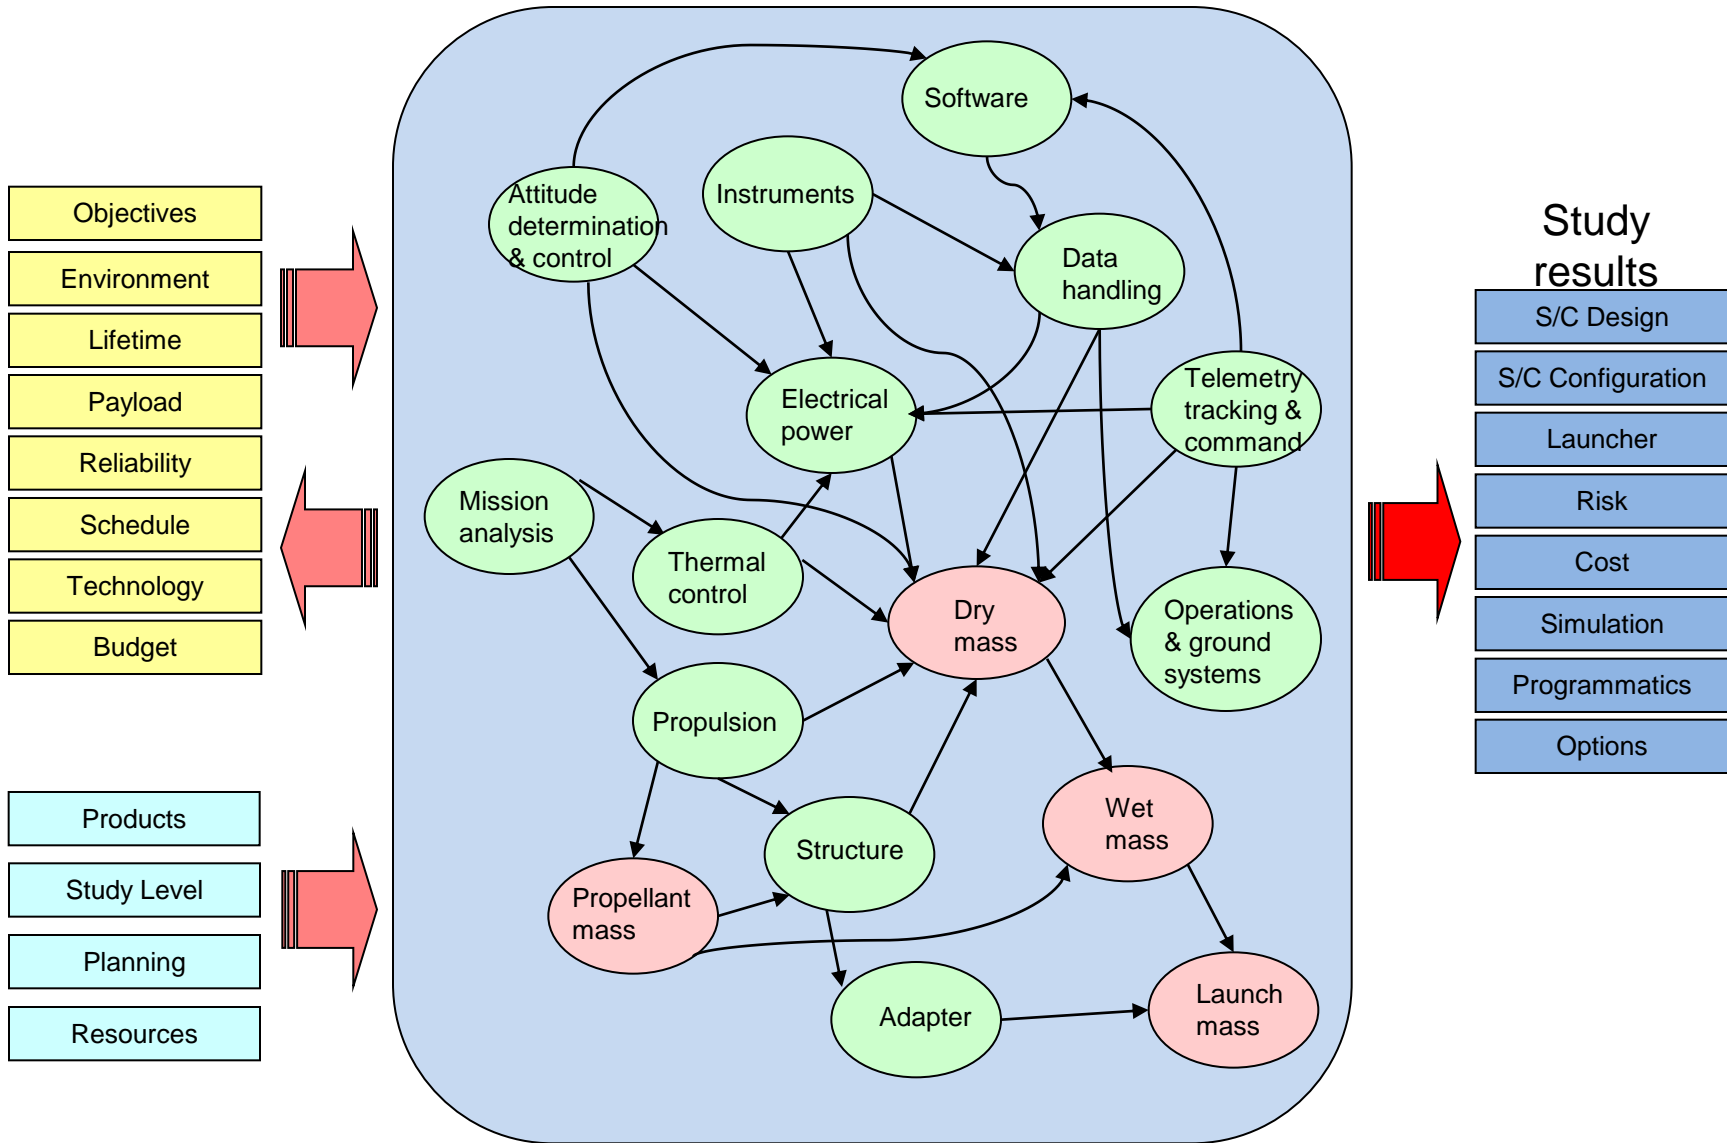 Objectives
Environment
Lifetime
Payload
Reliability
Schedule
Technology
Budget
Products
Study Level
Planning
Resources
Software
Attitude
determination
& control
Instruments
Data
handling
Electrical
power
Telemetry
tracking &
command
Mission
analysis
Thermal
control
Dry
mass
Operations
& ground
systems
Propulsion
Wet
mass
Structure
Propellant
mass
Adapter
Launch
mass
Study
results
S/C Design
S/C Configuration
Launcher
Risk
Cost
Simulation
Programmatics
Options